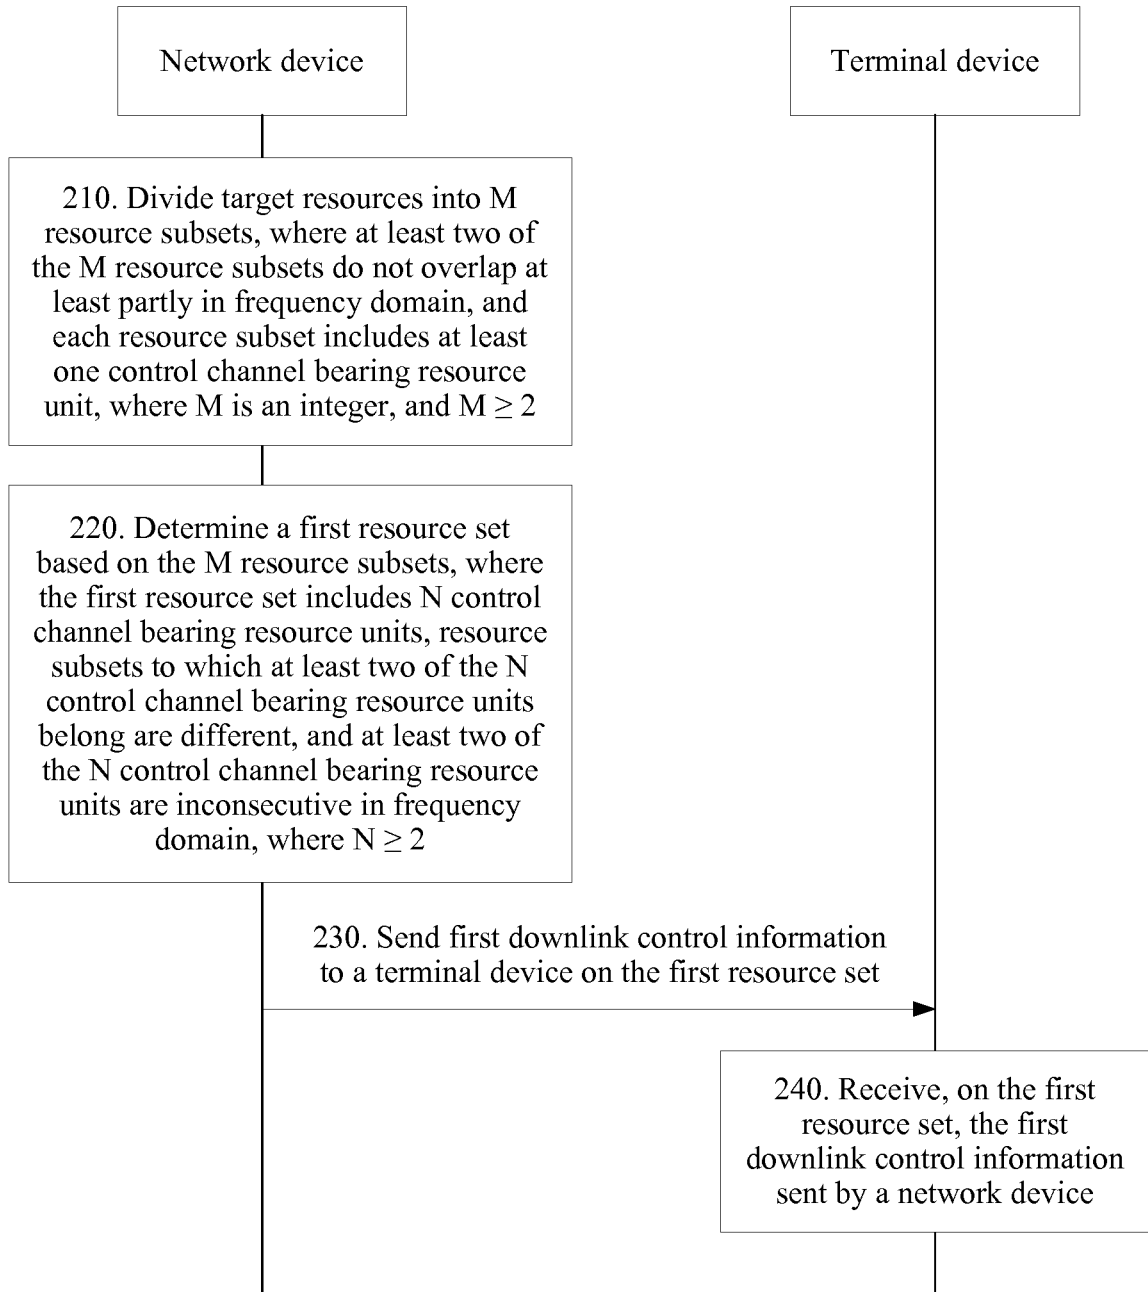 Network device
Terminal device
210. Divide target resources into M
resource subsets, where at least two of
the M resource subsets do not overlap at
least partly in frequency domain, and
each resource subset includes at least
one control channel bearing resource
unit, where M is an integer, and M ≥ 2
220. Determine a first resource set
based on the M resource subsets, where
the first resource set includes N control
channel bearing resource units, resource
subsets to which at least two of the N
control channel bearing resource units
belong are different, and at least two of
the N control channel bearing resource
units are inconsecutive in frequency
domain, where N ≥ 2
230. Send first downlink control information
to a terminal device on the first resource set
240. Receive, on the first
resource set, the first
downlink control information
sent by a network device